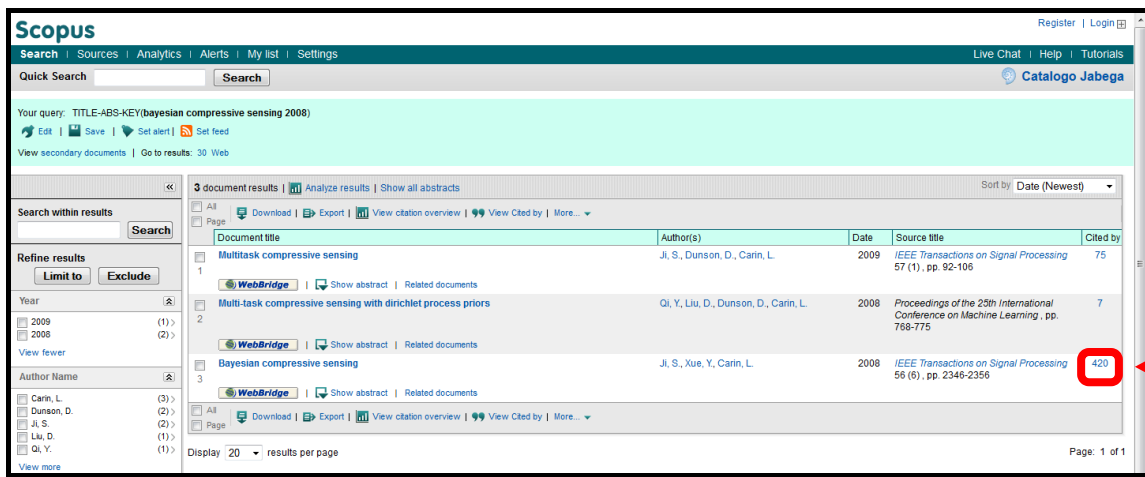 Scopus
Register | Login
Search | Sources | Analytics | Alerts | My list | Settings
Live Chat | Help | Tutorials
Quick Search
Search
Catalogo Jabega
Your query: TITLE-ABS-KEY(bayesian compressive sensing 2008)
Edit | Save | Set alert | Set feed
View secondary documents | Go to results: 30 Web
Search within results
Search
Refine results
Limit to
Exclude
Year
2009 (1) >
2008 (2) >
View fewer
Author Name
Carin, L. (3) >
Dunson, D. (2) >
Ji, S. (2) >
Liu, D. (1) >
Qi, Y. (1) >
View more
3 document results | Analyze results | Show all abstracts
Sort by Date (Newest)
All
Page
Download | Export | View citation overview | View Cited by | More...
Document title Author(s) Date Source title Cited by
1
Multitask compressive sensing Ji, S., Dunson, D., Carin, L. 2009 IEEE Transactions on Signal Processing 75
57 (1) , pp. 92-106
WebBridge | Show abstract | Related documents
2
Multi-task compressive sensing with dirichlet process priors Qi, Y., Liu, D., Dunson, D., Carin, L. 2008 Proceedings of the 25th International 7
Conference on Machine Learning , pp.
768-775
WebBridge | Show abstract | Related documents
3
Bayesian compressive sensing Ji, S., Xue, Y., Carin, L. 2008 IEEE Transactions on Signal Processing 420
56 (6) , pp. 2346-2356
WebBridge | Show abstract | Related documents
All
Page
Download | Export | View citation overview | View Cited by | More...
Display 20 results per page
Page: 1 of 1